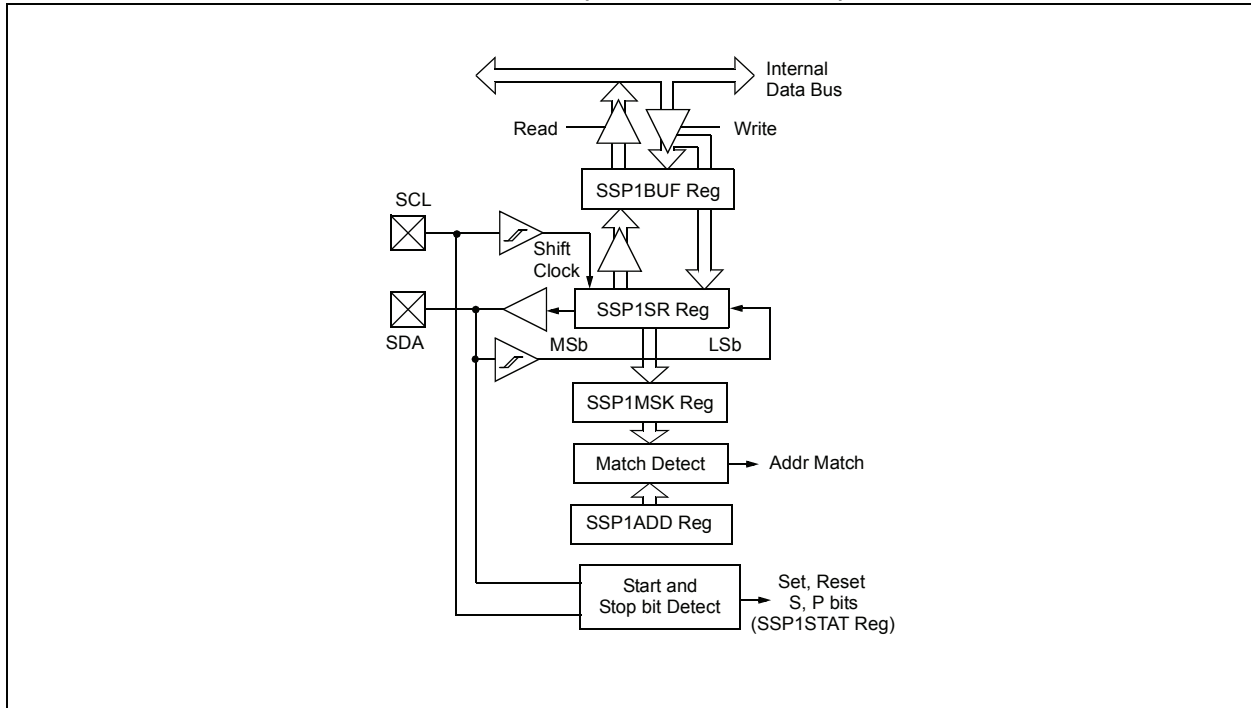 Internal
Data Bus
Read
Write
SSP1BUF Reg
SCL
Shift
Clock
SSP1SR Reg
SDA
MSb
LSb
SSP1MSK Reg
Match Detect
Addr Match
SSP1ADD Reg
Start and
Stop bit Detect
Set, Reset
S, P bits
(SSP1STAT Reg)